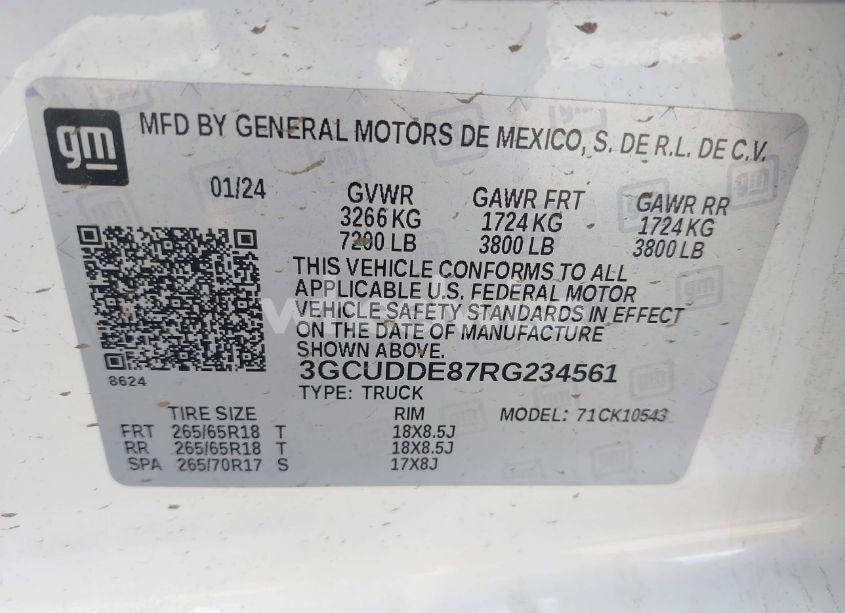 gm MFD BY GENERAL MOTORS DE MEXICO, S. DE R.L. DE C.V.
01/24 GVWR GAWR FRT GAWR RR
3266 KG 1724 KG 1724 KG
7200 LB 3800 LB 3800 LB
THIS VEHICLE CONFORMS TO ALL
APPLICABLE U.S. FEDERAL MOTOR
VEHICLE SAFETY STANDARDS IN EFFECT
ON THE DATE OF MANUFACTURE
SHOWN ABOVE.
3GCUDDE87RG234561
8624
TYPE: TRUCK
TIRE SIZE RIM MODEL: 71CK10543
FRT 265/65R18 T 18X8.5J
RR 265/65R18 T 18X8.5J
SPA 265/70R17 S 17X8J